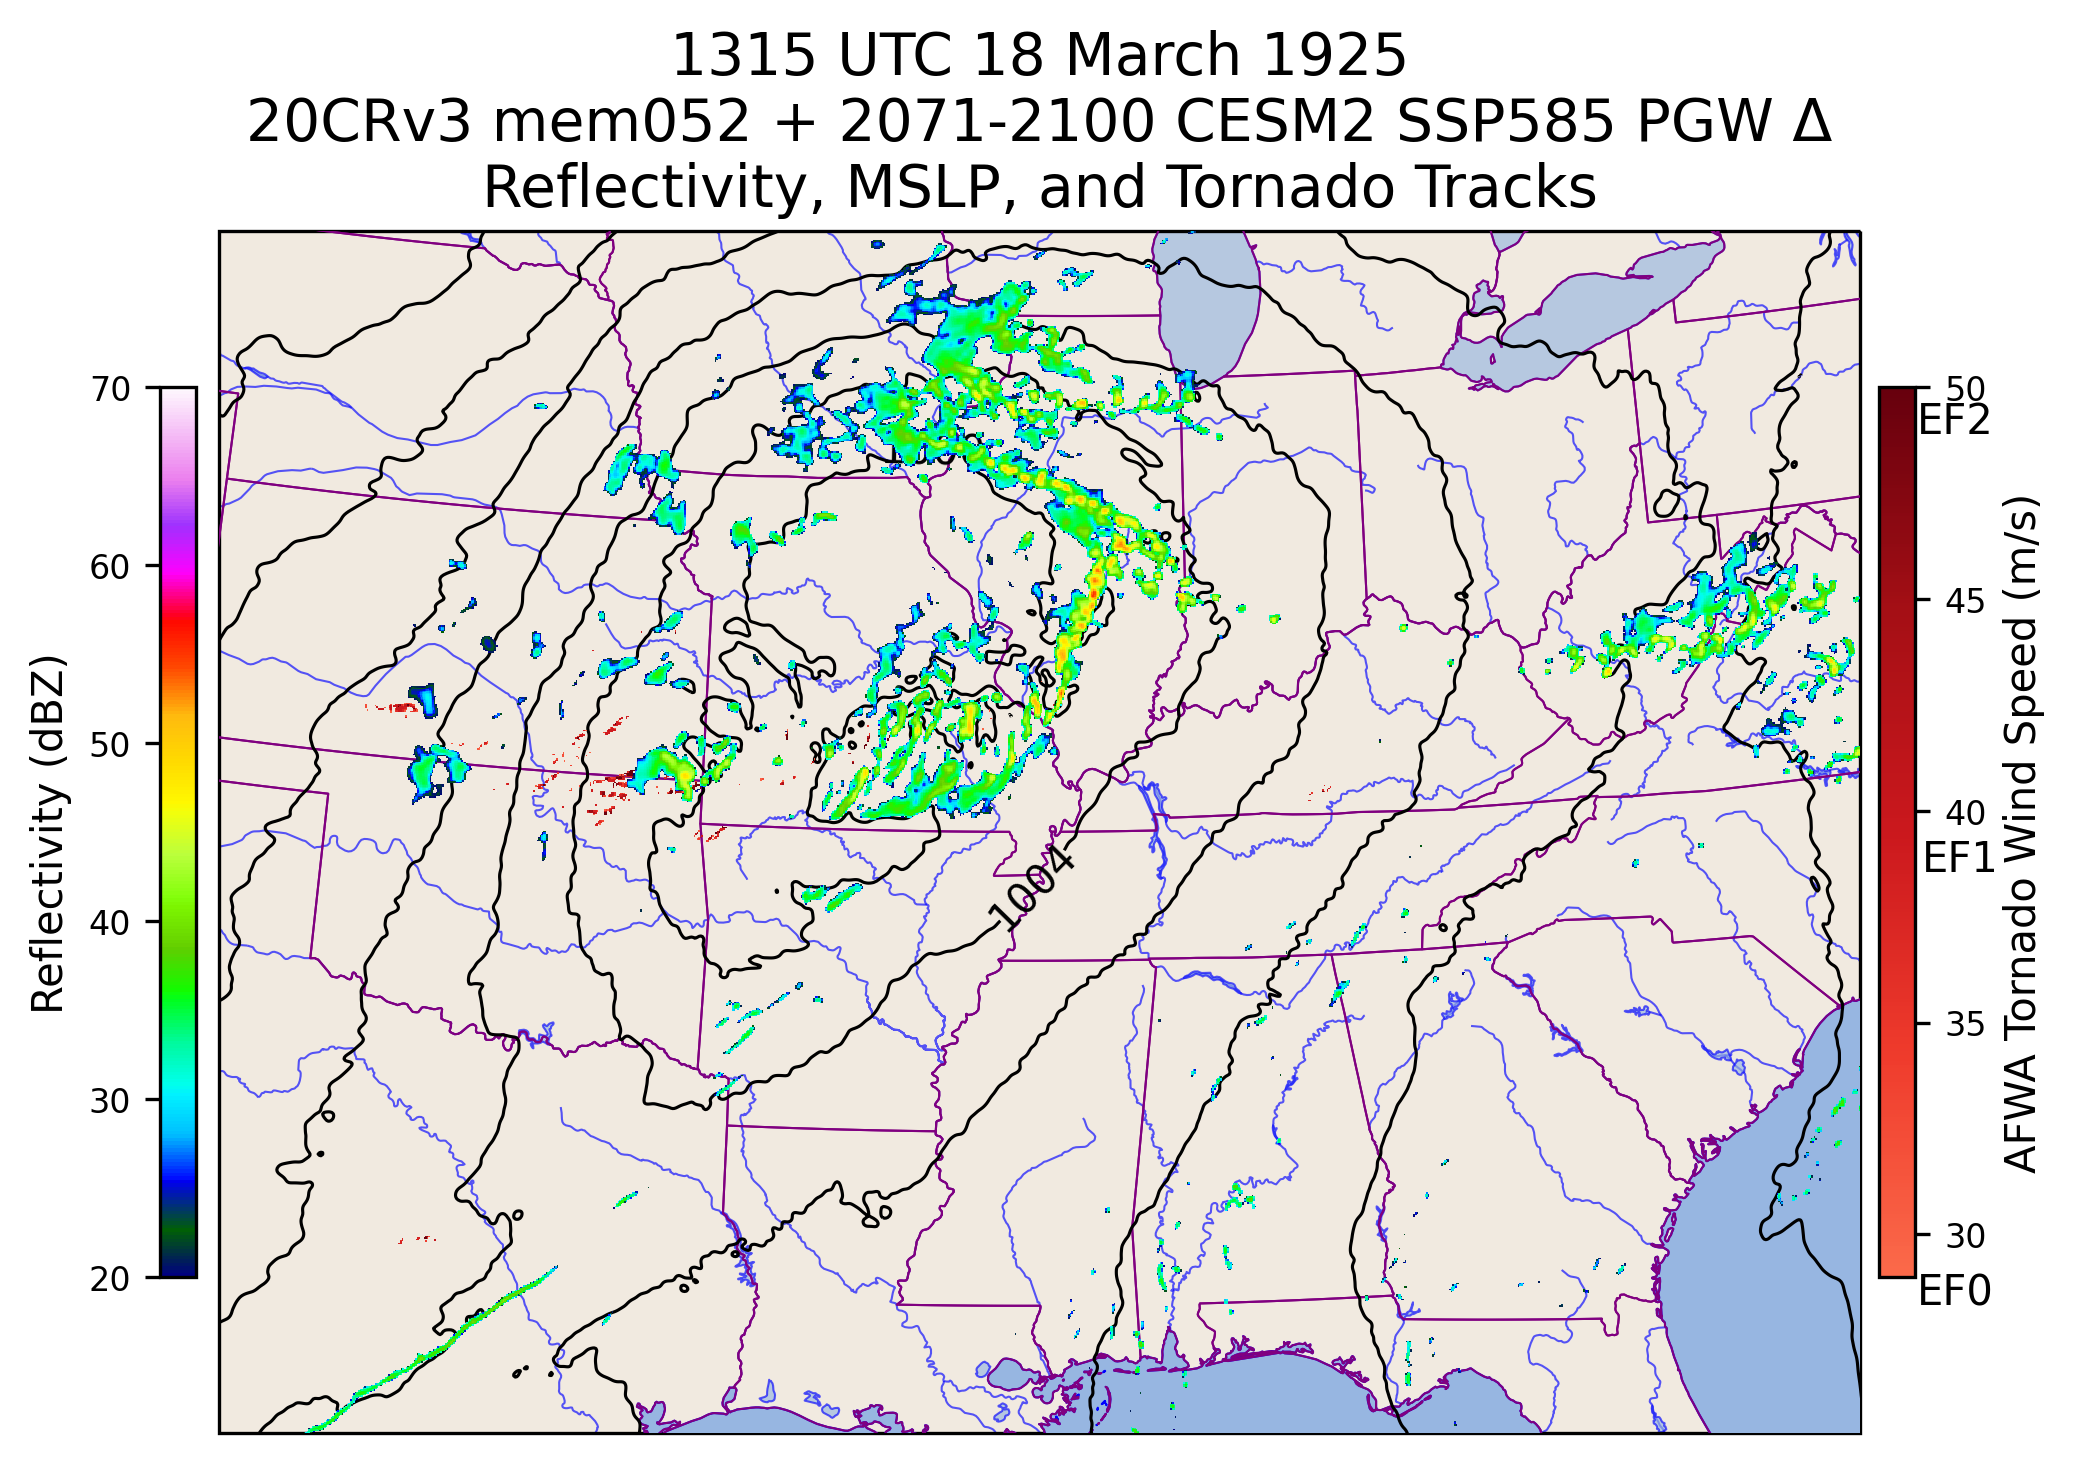 1315 UTC 18 March 1925
20CRv3 mem052 + 2071-2100 CESM2 SSP585 PGW Δ
Reflectivity, MSLP, and Tornado Tracks
Reflectivity (dBZ)
70
60
50
40
30
20
1004
50
EF2
45
40
EF1
35
30
EF0
AFWA Tornado Wind Speed (m/s)